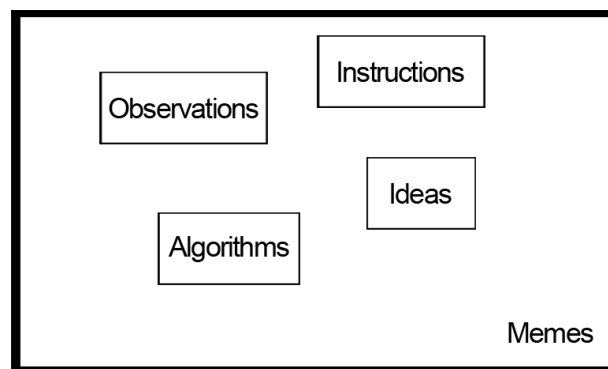 Instructions
Observations
Ideas
Algorithms
Memes